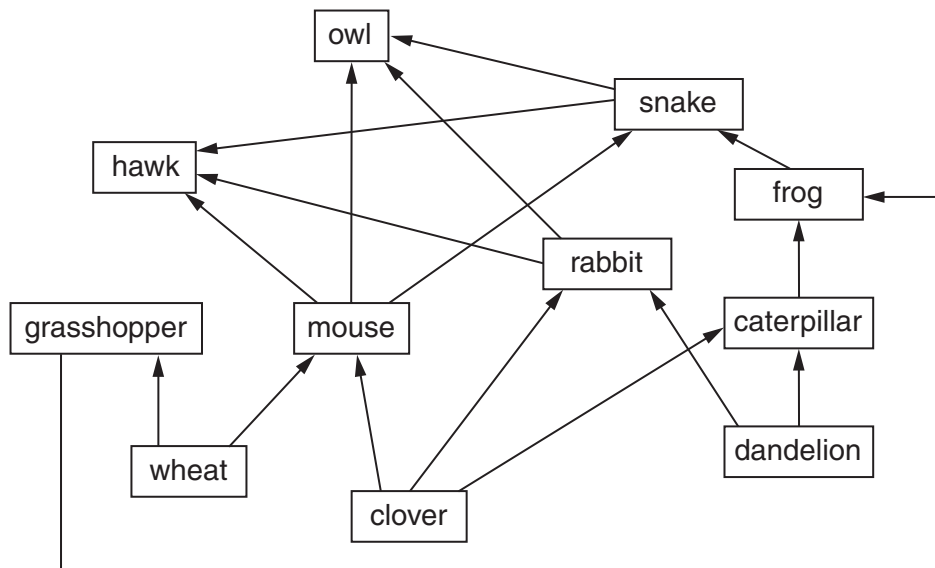 owl
snake
hawk
frog
rabbit
grasshopper
mouse
caterpillar
wheat
dandelion
clover